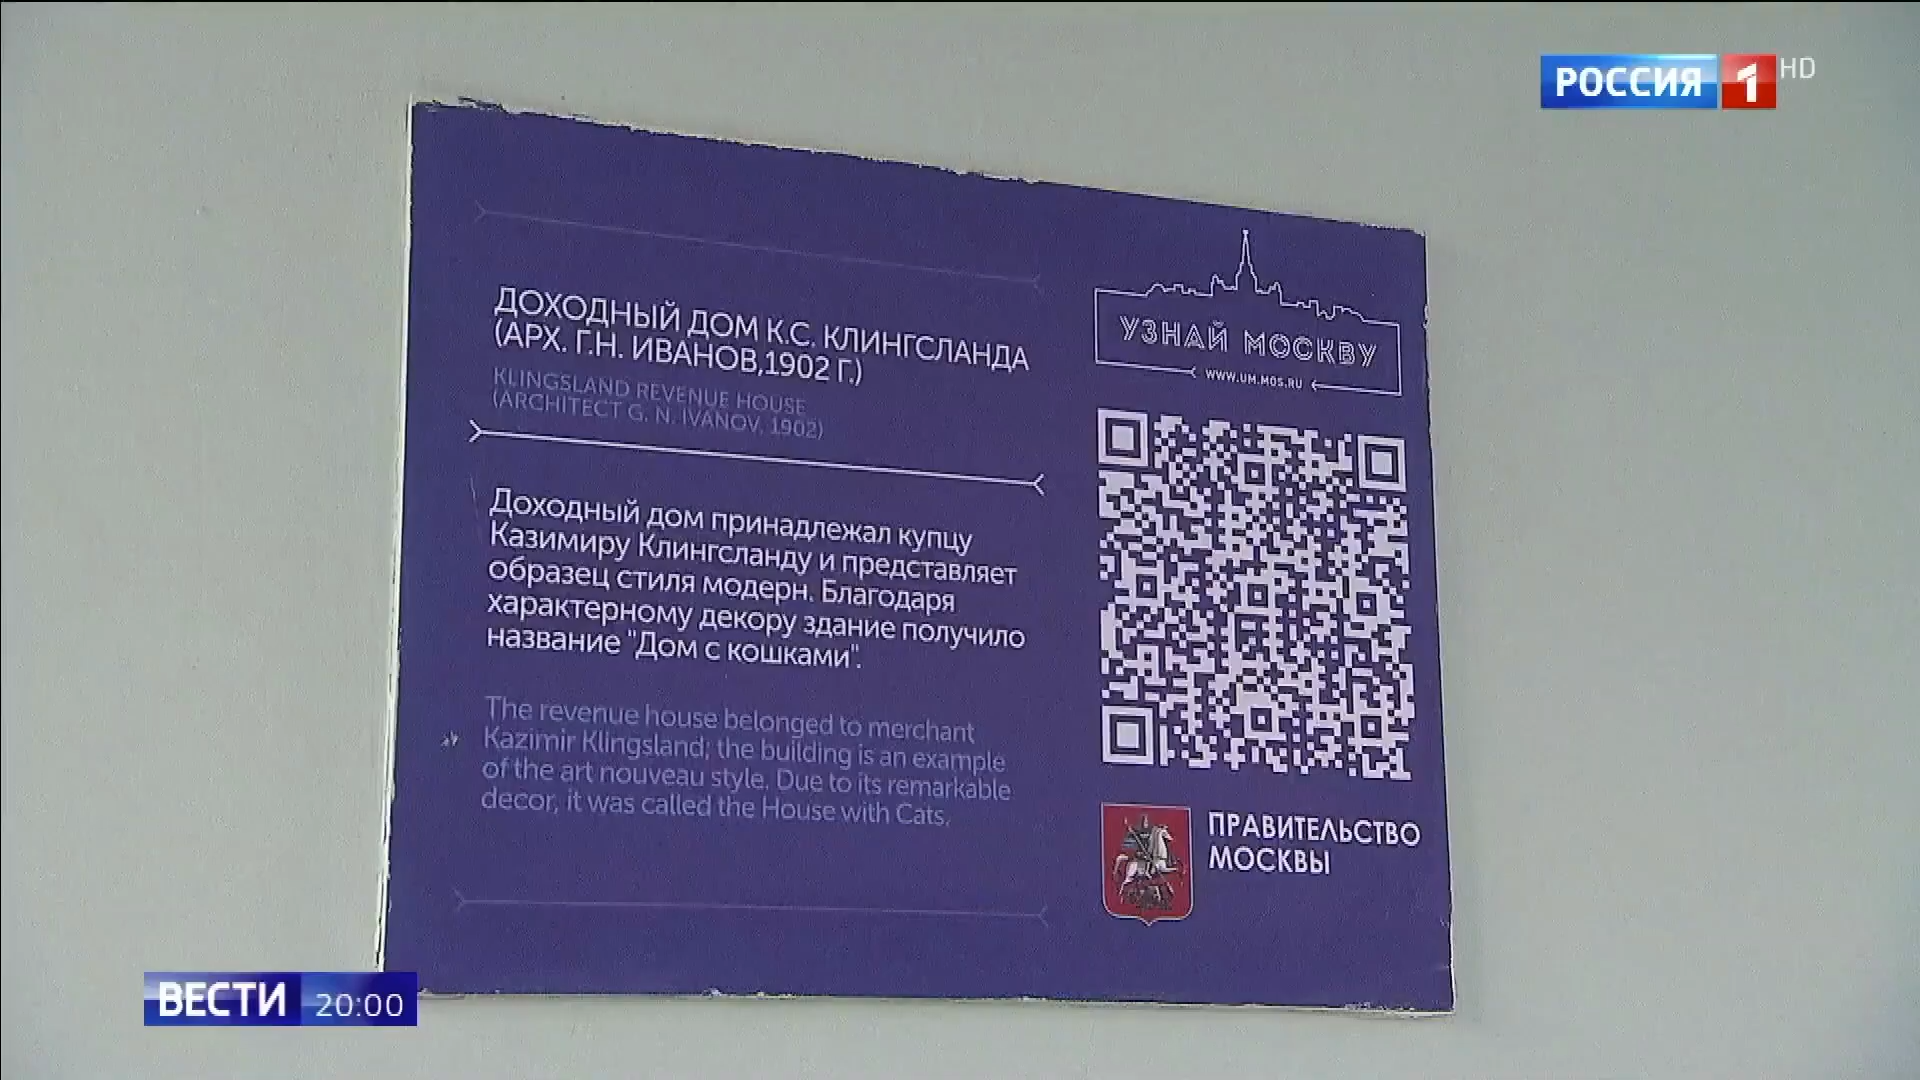 РОССИЯ 1 HD
ДОХОДНЫЙ ДОМ К.С. КЛИНГСЛАНДА
(АРХ. Г.Н. ИВАНОВ,1902 Г.)
KLINGSLAND REVENUE HOUSE
(ARCHITECT G. N. IVANOV, 1902)
Доходный дом принадлежал купцу
Казимиру Клингсланду и представляет
образец стиля модерн. Благодаря
характерному декору здание получило
название "Дом с кошками".
The revenue house belonged to merchant
Kazimir Klingsland; the building is an example
of the art nouveau style. Due to its remarkable
decor, it was called the House with Cats.
УЗНАЙ МОСКВУ
WWW.UM.MOS.RU
ПРАВИТЕЛЬСТВО
МОСКВЫ
ВЕСТИ 20:00